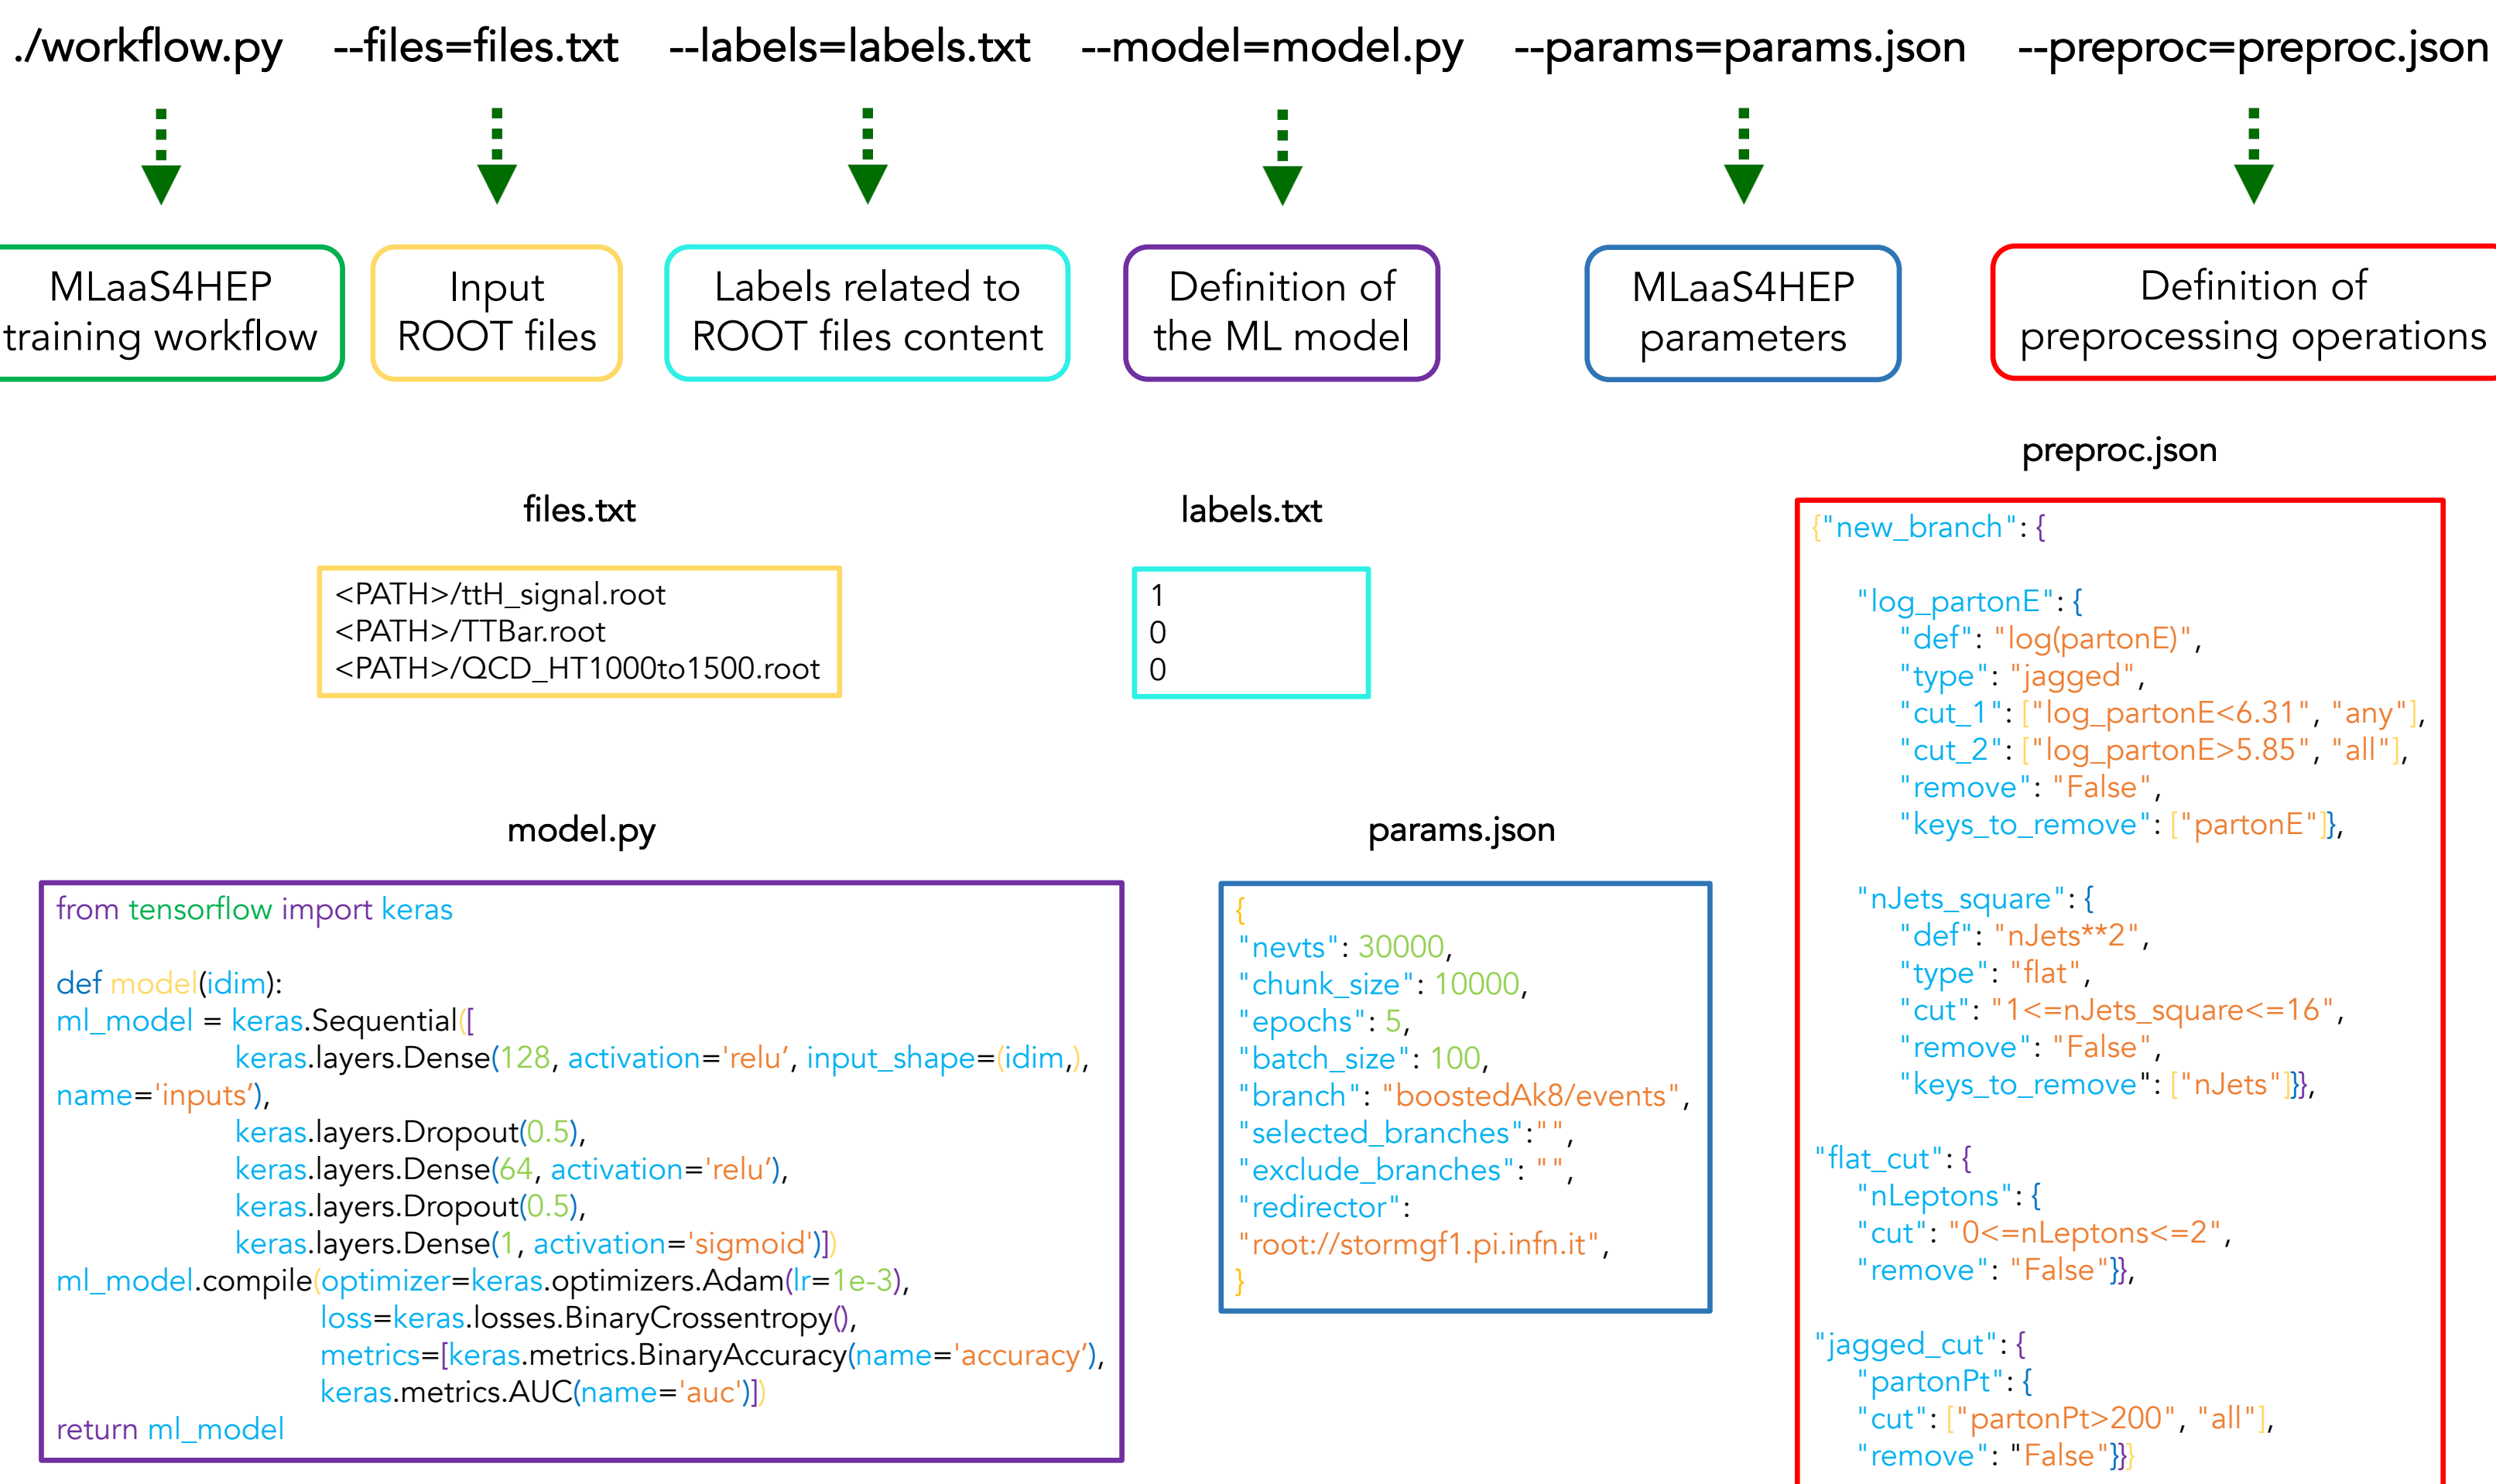 ./workflow.py --files=files.txt --labels=labels.txt --model=model.py --params=params.json --preproc=preproc.json
MLaaS4HEP
training workflow
Input
ROOT files
Labels related to
ROOT files content
Definition of
the ML model
MLaaS4HEP
parameters
Definition of
preprocessing operations
files.txt
<PATH>/ttH_signal.root
<PATH>/TTBar.root
<PATH>/QCD_HT1000to1500.root
labels.txt
1
0
0
model.py
from tensorflow import keras
def model(idim):
ml_model = keras.Sequential([
keras.layers.Dense(128, activation='relu’, input_shape=(idim,),
name='inputs’),
keras.layers.Dropout(0.5),
keras.layers.Dense(64, activation='relu’),
keras.layers.Dropout(0.5),
keras.layers.Dense(1, activation='sigmoid')])
ml_model.compile(optimizer=keras.optimizers.Adam(lr=1e-3),
loss=keras.losses.BinaryCrossentropy(),
metrics=[keras.metrics.BinaryAccuracy(name='accuracy’),
keras.metrics.AUC(name='auc')])
return ml_model
params.json
{
"nevts": 30000,
"chunk_size": 10000,
"epochs": 5,
"batch_size": 100,
"branch": "boostedAk8/events",
"selected_branches":"",
"exclude_branches": "",
"redirector":
"root://stormgf1.pi.infn.it",
}
preproc.json
{"new_branch": {
"log_partonE": {
"def": "log(partonE)",
"type": "jagged",
"cut_1": ["log_partonE<6.31", "any"],
"cut_2": ["log_partonE>5.85", "all"],
"remove": "False",
"keys_to_remove": ["partonE"]},
"nJets_square": {
"def": "nJets**2",
"type": "flat",
"cut": "1<=nJets_square<=16",
"remove": "False",
"keys_to_remove": ["nJets"]}},
"flat_cut": {
"nLeptons": {
"cut": "0<=nLeptons<=2",
"remove": "False"}},
"jagged_cut": {
"partonPt": {
"cut": ["partonPt>200", "all"],
"remove": "False"}}}